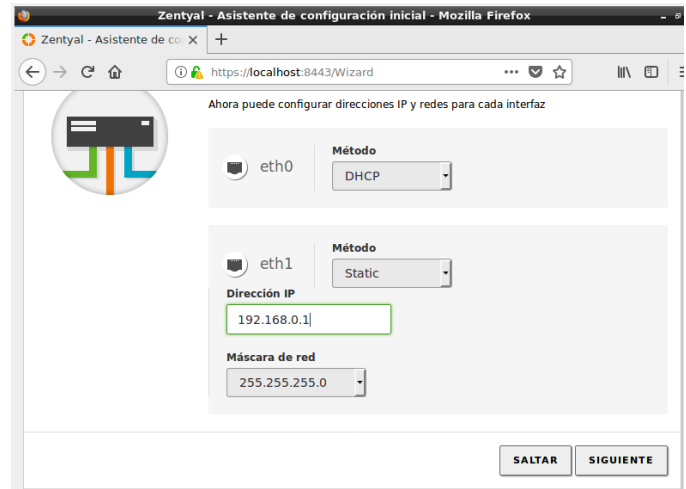 Zentyal - Asistente de configuración inicial - Mozilla Firefox
Zentyal - Asistente de co
https://localhost:8443/Wizard
Ahora puede configurar direcciones IP y redes para cada interfaz
eth0
Método
DHCP
eth1
Método
Static
Dirección IP
192.168.0.1
Máscara de red
255.255.255.0
SALTAR SIGUIENTE